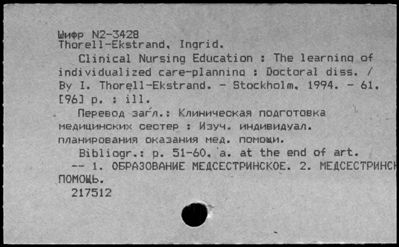 Шифр N2-3428
Thorell-Ekstrand, Ingrid.
Clinical Nursing Education : The learning of
individualized care-planning : Doctoral diss. /
By I. Thorell-Ekstrand. - Stockholm, 1994. - 61,
[96] p. : ill.
Перевод загл.: Клиническая подготовка
медицинских сестер : Изуч. индивидуал.
планирования оказания мед. помощи.
Bibliogr.: p. 51-60, a. at the end of art.
-- 1. ОБРАЗОВАНИЕ МЕДСЕСТРИНСКОЕ. 2. МЕДСЕСТРИНСК
ПОМОЩЬ.
217512